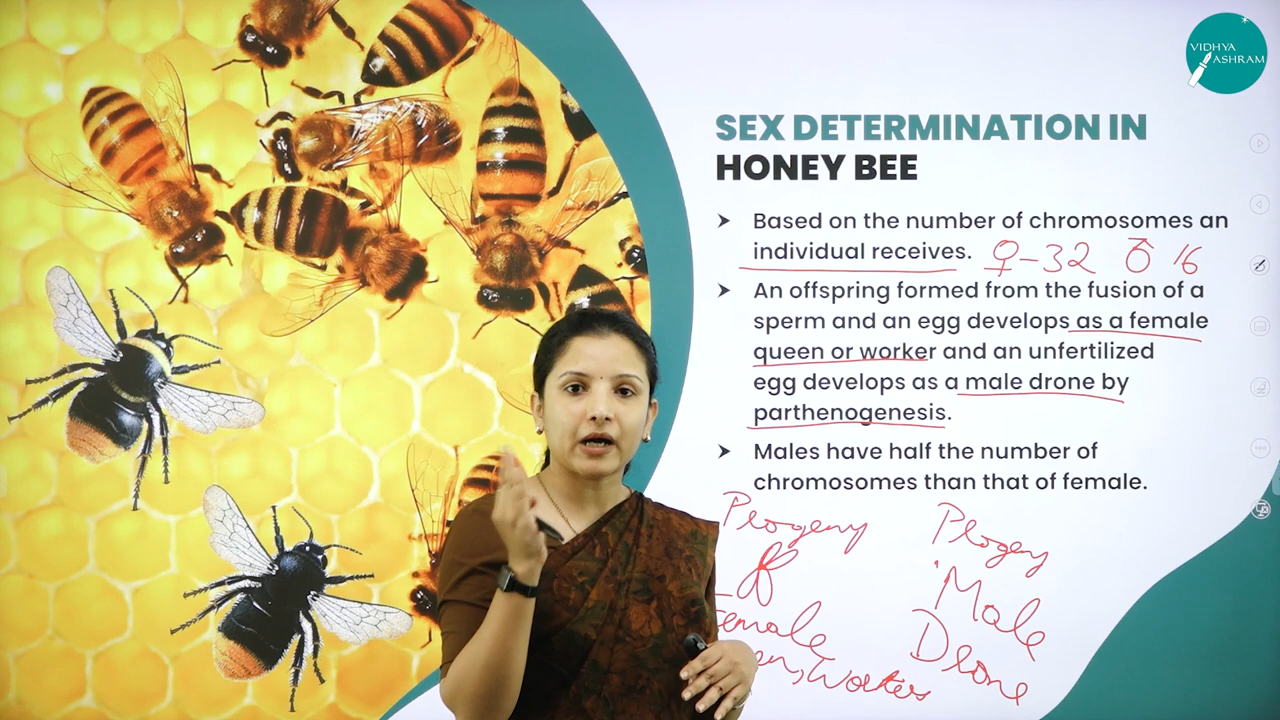 VIDHYA
ASHRAM
SEX DETERMINATION IN
HONEY BEE
➤ Based on the number of chromosomes an
individual receives. ♀-32 ♂ 16
➤ An offspring formed from the fusion of a
sperm and an egg develops as a female
queen or worker and an unfertilized
egg develops as a male drone by
parthenogenesis.
➤ Males have half the number of
chromosomes than that of female.
Progeny Progeny
Male
Drone
Workers